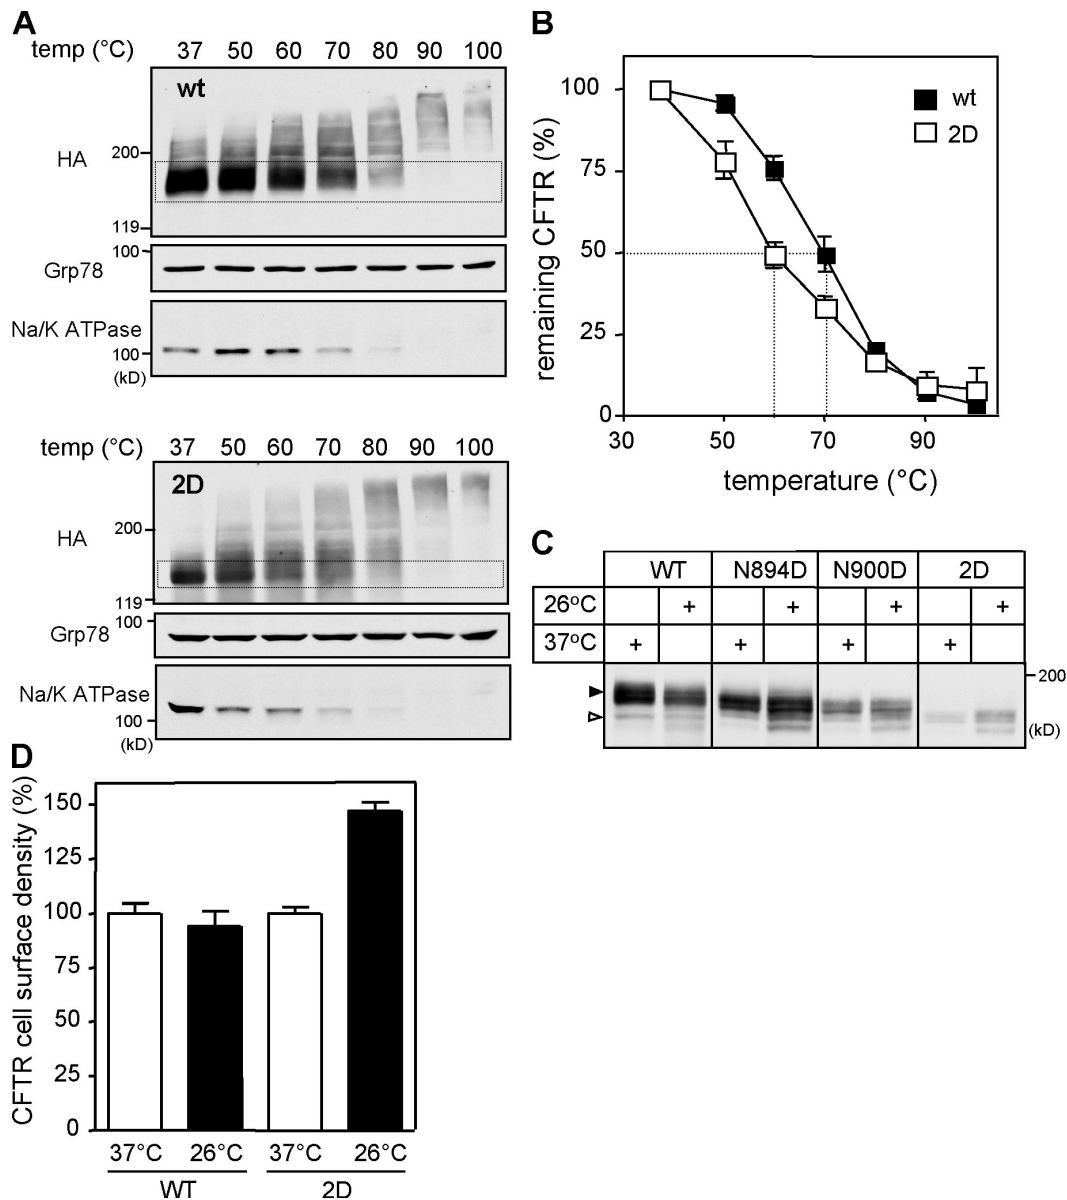 A
temp (°C) 37 50 60 70 80 90 100
wt
HA
200
119
100
Grp78
Na/K ATPase
100
(kD)
temp (°C) 37 50 60 70 80 90 100
2D
HA
200
119
100
Grp78
Na/K ATPase
100
(kD)
B
remaining CFTR (%)
100
75
50
25
0
30 50 70 90
temperature (°C)
wt
2D
C
WT N894D N900D 2D
26°C + + + +
37°C + + + +
200
(kD)
D
CFTR cell surface density (%)
150
125
100
75
50
25
0
37°C 26°C 37°C 26°C
WT 2D